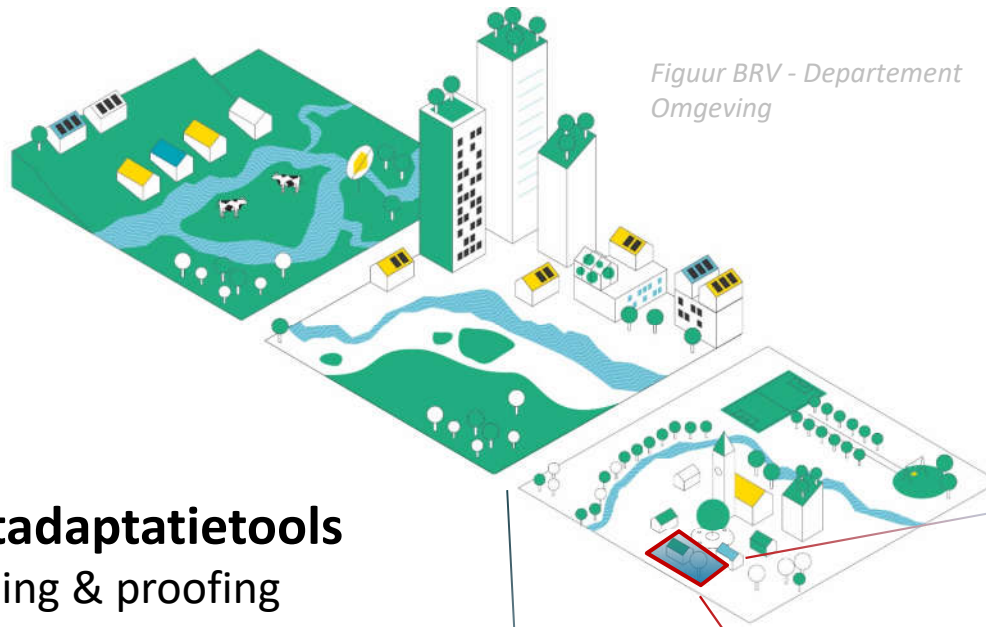 Figuur BRV - Departement
Omgeving
tadaptatietools
ing & proofing